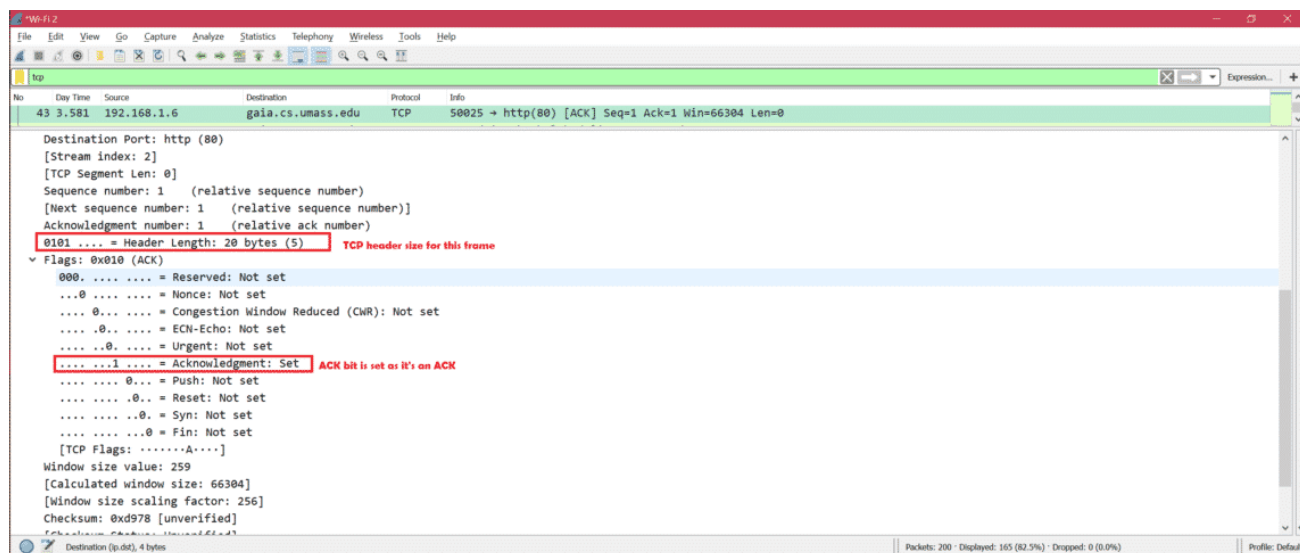 *Wi-Fi 2
File Edit View Go Capture Analyze Statistics Telephony Wireless Tools Help
tcp
Expression... +
No Day Time Source Destination Protocol Info
43 3.581 192.168.1.6 gaia.cs.umass.edu TCP 50025 → http(80) [ACK] Seq=1 Ack=1 Win=66304 Len=0
Destination Port: http (80)
[Stream index: 2]
[TCP Segment Len: 0]
Sequence number: 1 (relative sequence number)
[Next sequence number: 1 (relative sequence number)]
Acknowledgment number: 1 (relative ack number)
0101 .... = Header Length: 20 bytes (5) TCP header size for this frame
Flags: 0x010 (ACK)
000. .... .... = Reserved: Not set
...0 .... .... = Nonce: Not set
.... 0... .... = Congestion Window Reduced (CWR): Not set
.... .0.. .... = ECN-Echo: Not set
.... ..0. .... = Urgent: Not set
.... ...1 .... = Acknowledgment: Set ACK bit is set as it's an ACK
.... .... 0... = Push: Not set
.... .... .0.. = Reset: Not set
.... .... ..0. = Syn: Not set
.... .... ...0 = Fin: Not set
[TCP Flags: ·······A····]
Window size value: 259
[Calculated window size: 66304]
[Window size scaling factor: 256]
Checksum: 0xd978 [unverified]
[Checksum Status: Unverified]
Destination (ip.dst), 4 bytes Packets: 200 · Displayed: 165 (82.5%) · Dropped: 0 (0.0%) Profile: Defaul